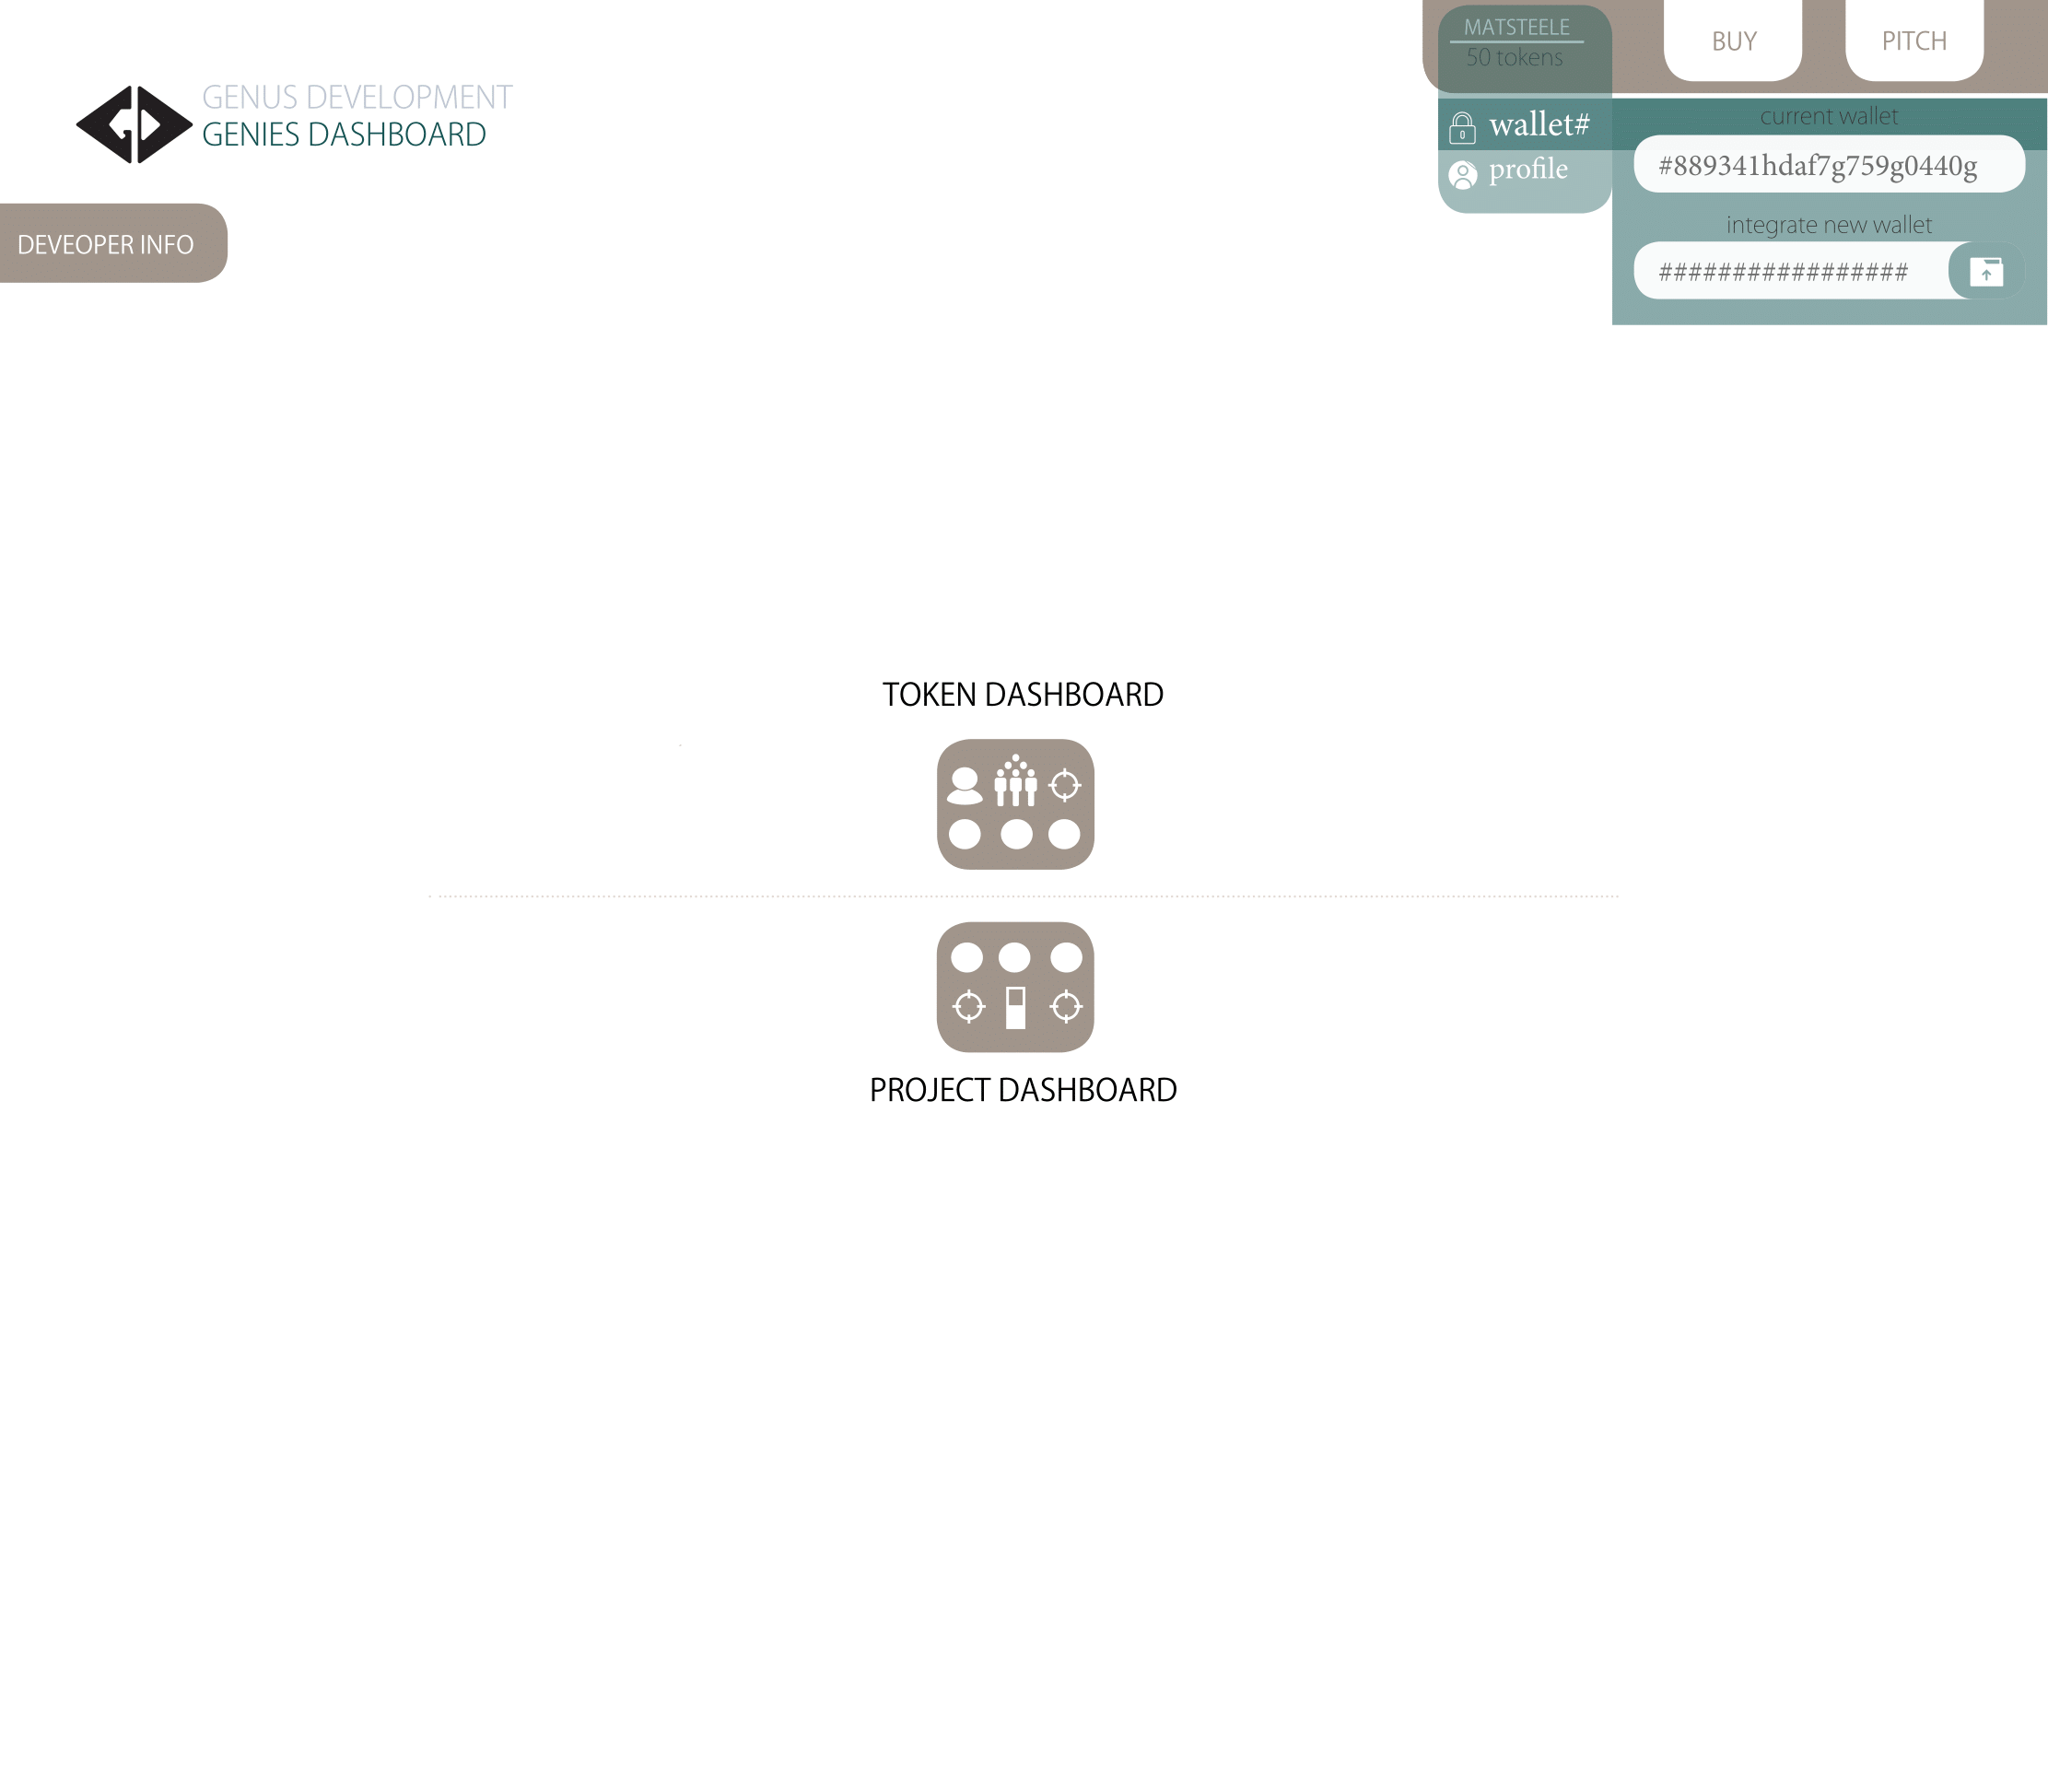 MATSTEELE
50 tokens
BUY
PITCH
GENUS DEVELOPMENT
GENIES DASHBOARD
wallet#
profile
current wallet
#889341hdaf7g759g0440g
integrate new wallet
#################
DEVEOPER INFO
TOKEN DASHBOARD
PROJECT DASHBOARD